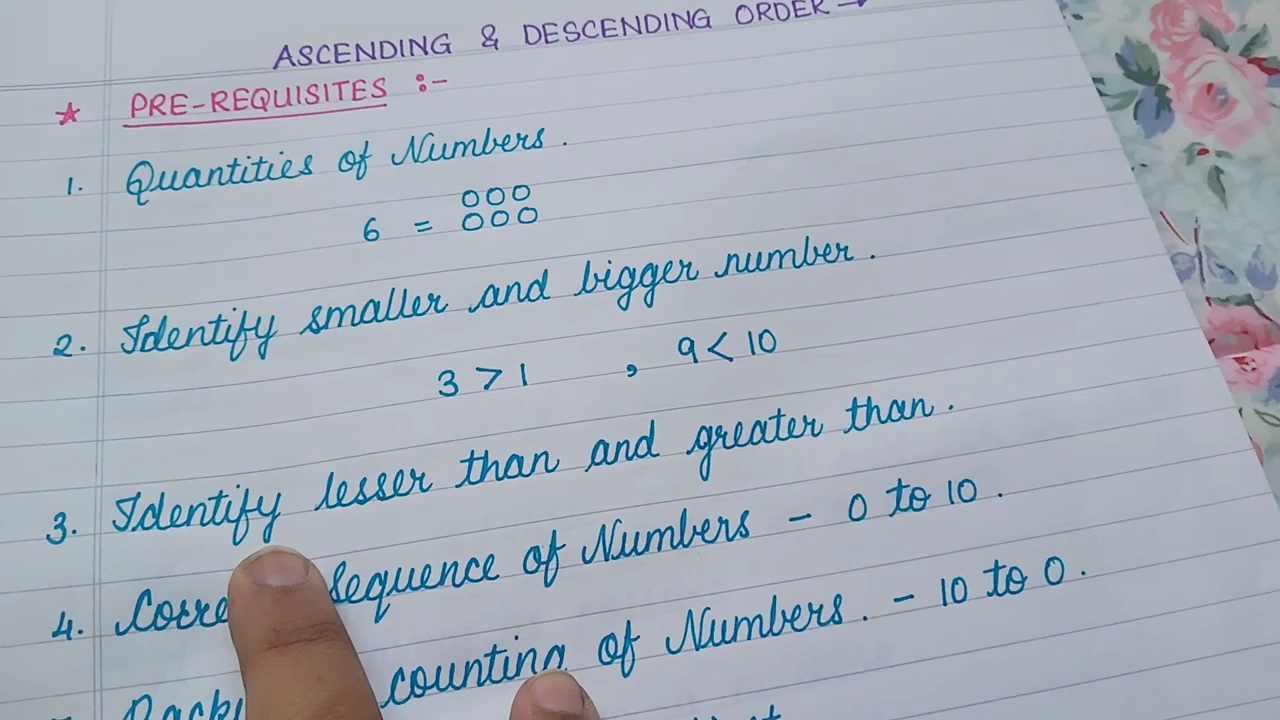 ASCENDING & DESCENDING ORDER →
★ PRE-REQUISITES :-
1. Quantities of Numbers.
ooo
6 = ooo
2. Identify smaller and bigger number.
3 > 1 , 9 < 10
3. Identify lesser than and greater than.
4. sequence of Numbers - 0 to 10.
counting of Numbers. - 10 to 0.